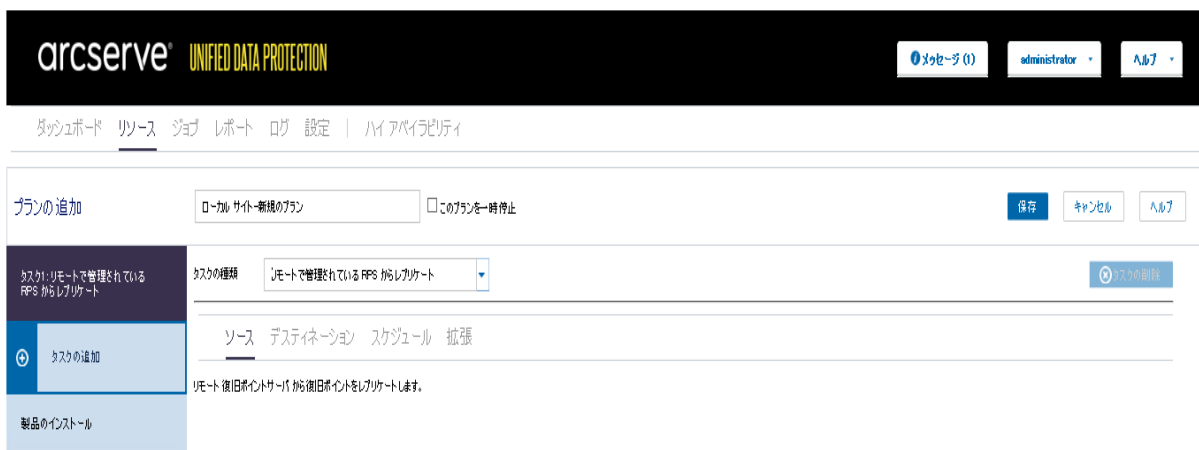 arcserve® UNIFIED DATA PROTECTION
メッセージ (1) administrator ヘルプ
ダッシュボード リソース ジョブ レポート ログ 設定 | ハイ アベイラビリティ
プランの追加 ローカル サイト-新規のプラン このプランを一時停止 保存 キャンセル ヘルプ
タスク1: リモートで管理されている
RPS からレプリケート
タスクの種類 リモートで管理されている RPS からレプリケート タスクの削除
ソース デスティネーション スケジュール 拡張
タスクの追加
リモート 復旧ポイントサーバ から復旧ポイントをレプリケートします。
製品のインストール